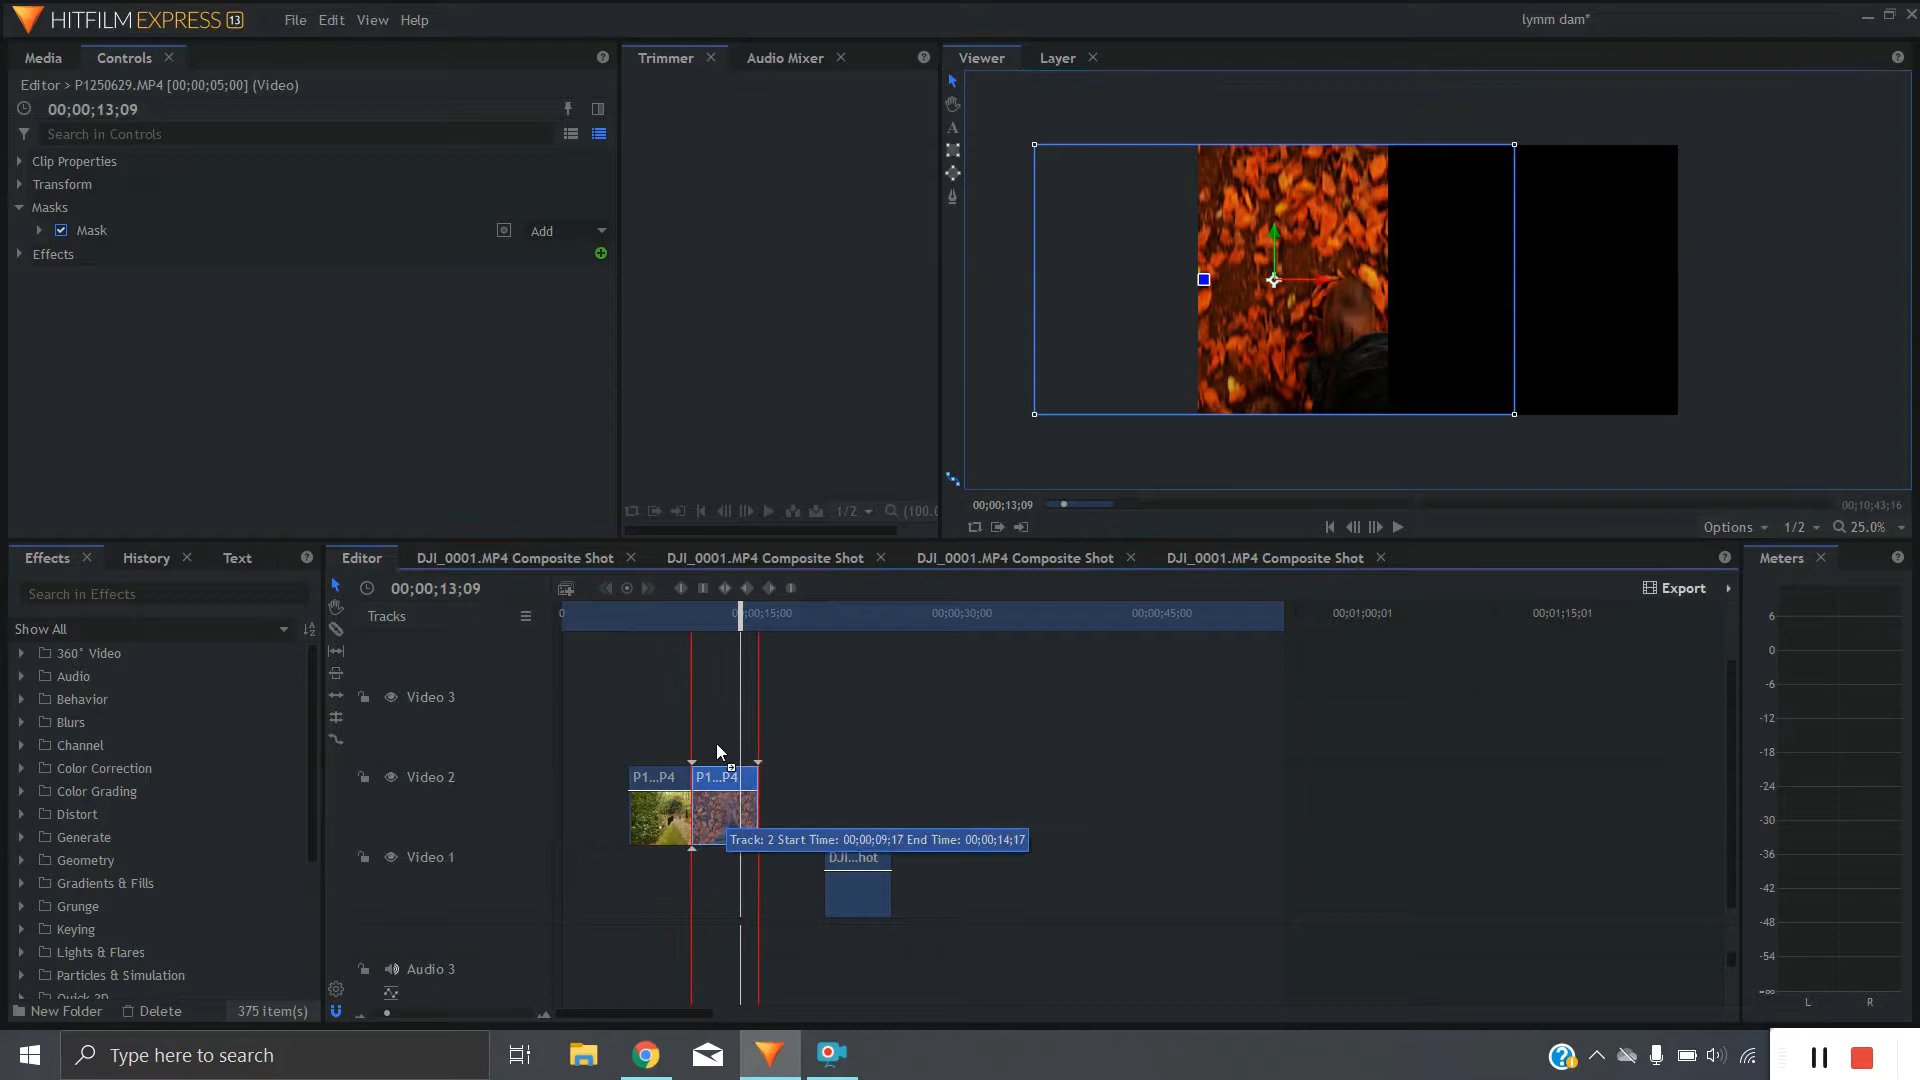 HITFILM EXPRESS 13 File Edit View Help lymm dam*
Media Controls Trimmer Audio Mixer Viewer Layer
Editor > P1250629.MP4 [00;00;05;00] (Video)
00;00;13;09
Search in Controls
Clip Properties
Transform
Masks
Mask Add
Effects
00;00;13;09 00;10;43;16
1/2 (100.0
Options 1/2 25.0%
Effects History Text
Search in Effects
Show All
360° Video
Audio
Behavior
Blurs
Channel
Color Correction
Color Grading
Distort
Generate
Geometry
Gradients & Fills
Grunge
Keying
Lights & Flares
Particles & Simulation
Quick 3D
New Folder Delete 375 item(s)
Editor DJI_0001.MP4 Composite Shot DJI_0001.MP4 Composite Shot DJI_0001.MP4 Composite Shot DJI_0001.MP4 Composite Shot
00;00;13;09 Export
Tracks 0 00;00;15;00 00;00;30;00 00;00;45;00 00;01;00;01 00;01;15;01
Video 3
Video 2 P1...P4 P1...P4
Track: 2 Start Time: 00;00;09;17 End Time: 00;00;14;17
Video 1 DJI...hot
Audio 3
Meters
6
0
-6
-12
-18
-24
-30
-36
-42
-48
-54
-∞
L R
Type here to search